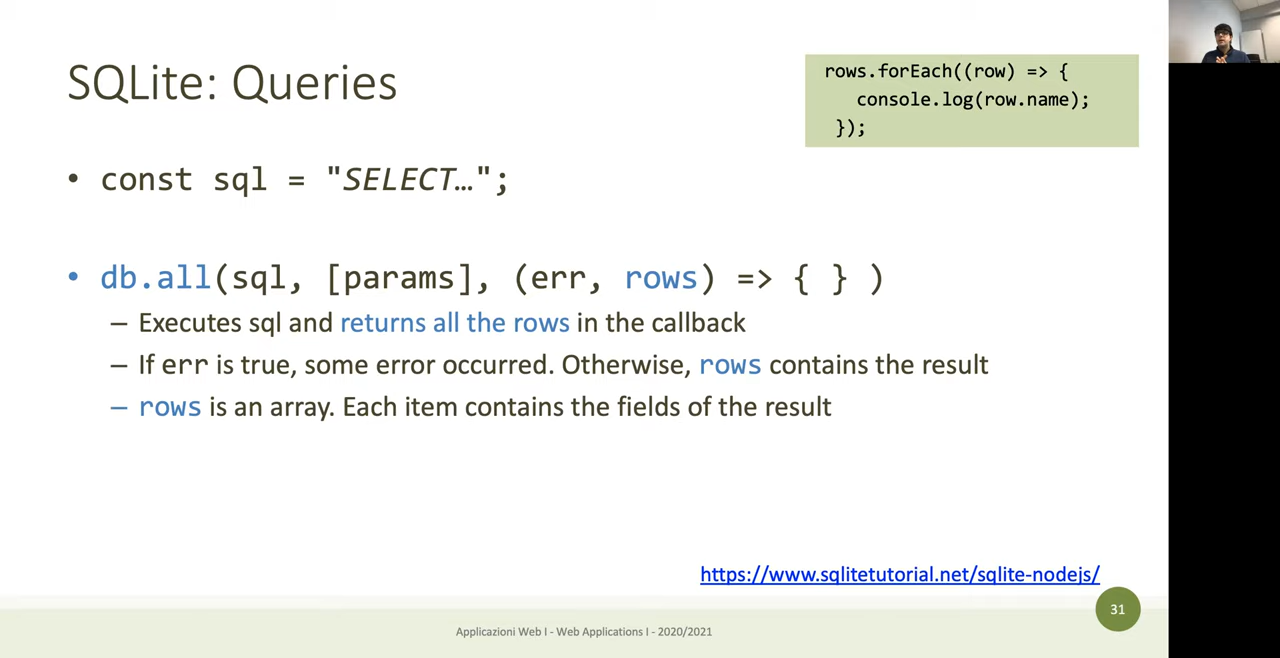 SQLite: Queries
rows.forEach((row) => {
console.log(row.name);
});
• const sql = "SELECT…";
• db.all(sql, [params], (err, rows) => { } )
– Executes sql and returns all the rows in the callback
– If err is true, some error occurred. Otherwise, rows contains the result
– rows is an array. Each item contains the fields of the result
https://www.sqlitetutorial.net/sqlite-nodejs/
31
Applicazioni Web I - Web Applications I - 2020/2021